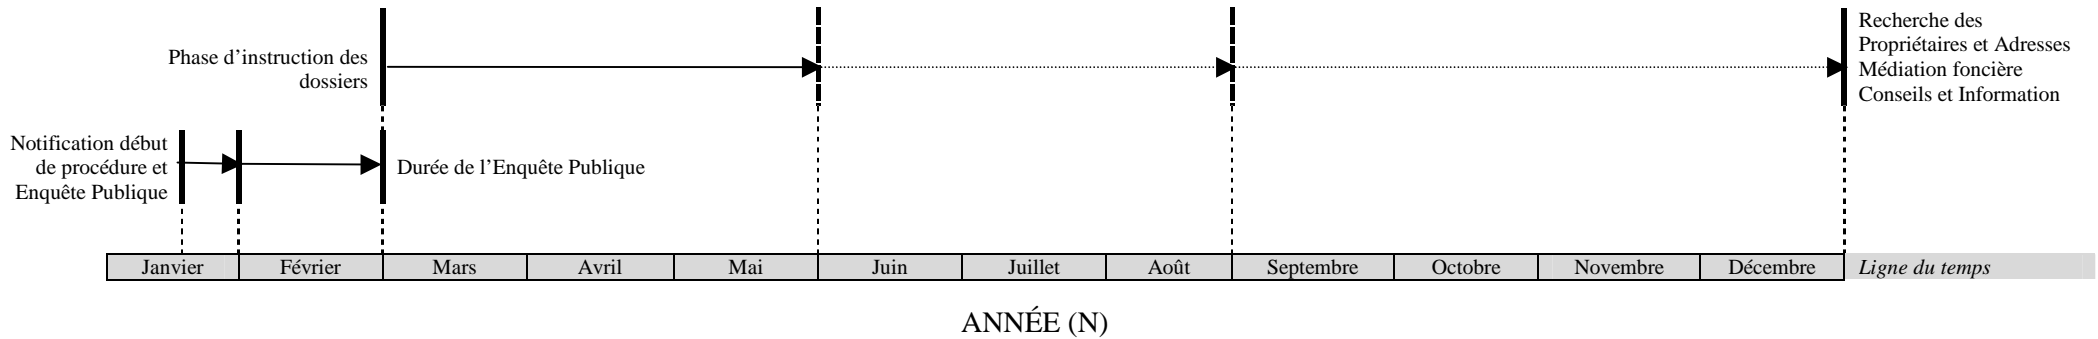 Phase d’instruction des
dossiers
Recherche des
Propriétaires et Adresses
Médiation foncière
Conseils et Information
Notification début
de procédure et
Enquête Publique
Durée de l’Enquête Publique
Janvier Février Mars Avril Mai Juin Juillet Août Septembre Octobre Novembre Décembre Ligne du temps
ANNÉE (N)